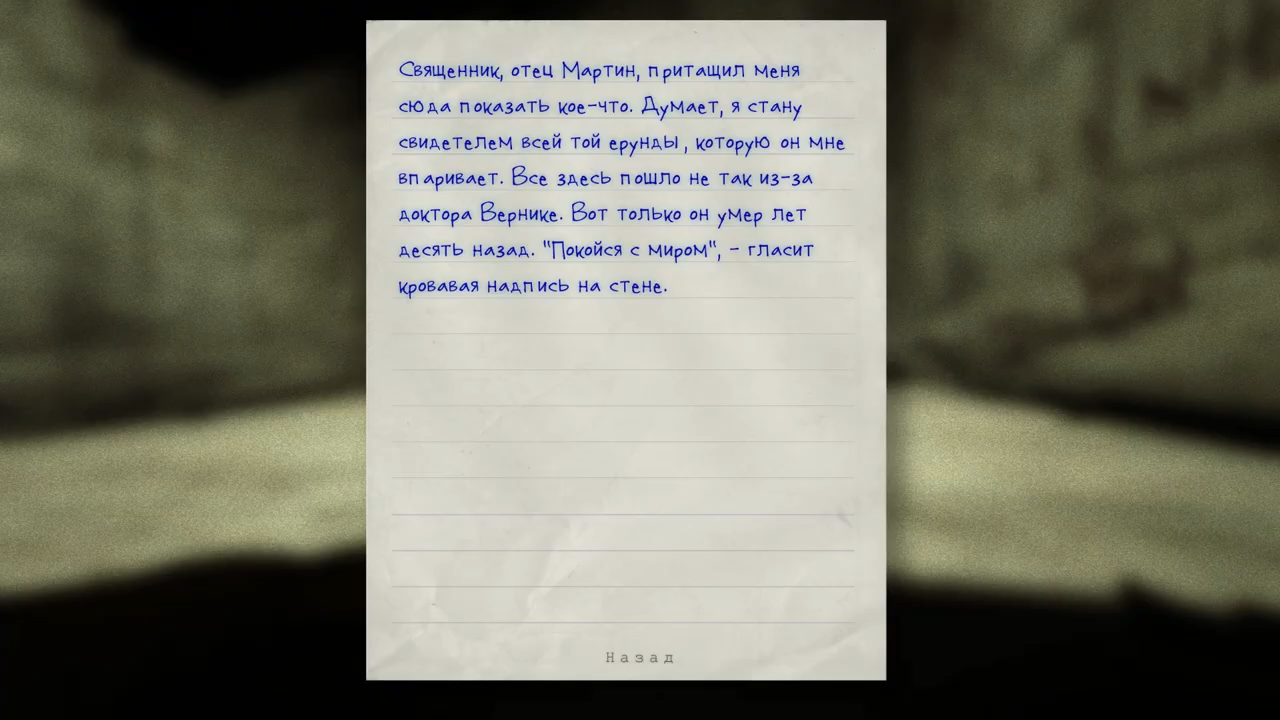 Священник, отец Мартин, притащил меня
сюда показать кое-что. Думает, я стану
свидетелем всей той ерунды, которую он мне
впаривает. Все здесь пошло не так из-за
доктора Вернике. Вот только он умер лет
десять назад. "Покойся с миром", - гласит
кровавая надпись на стене.
Назад